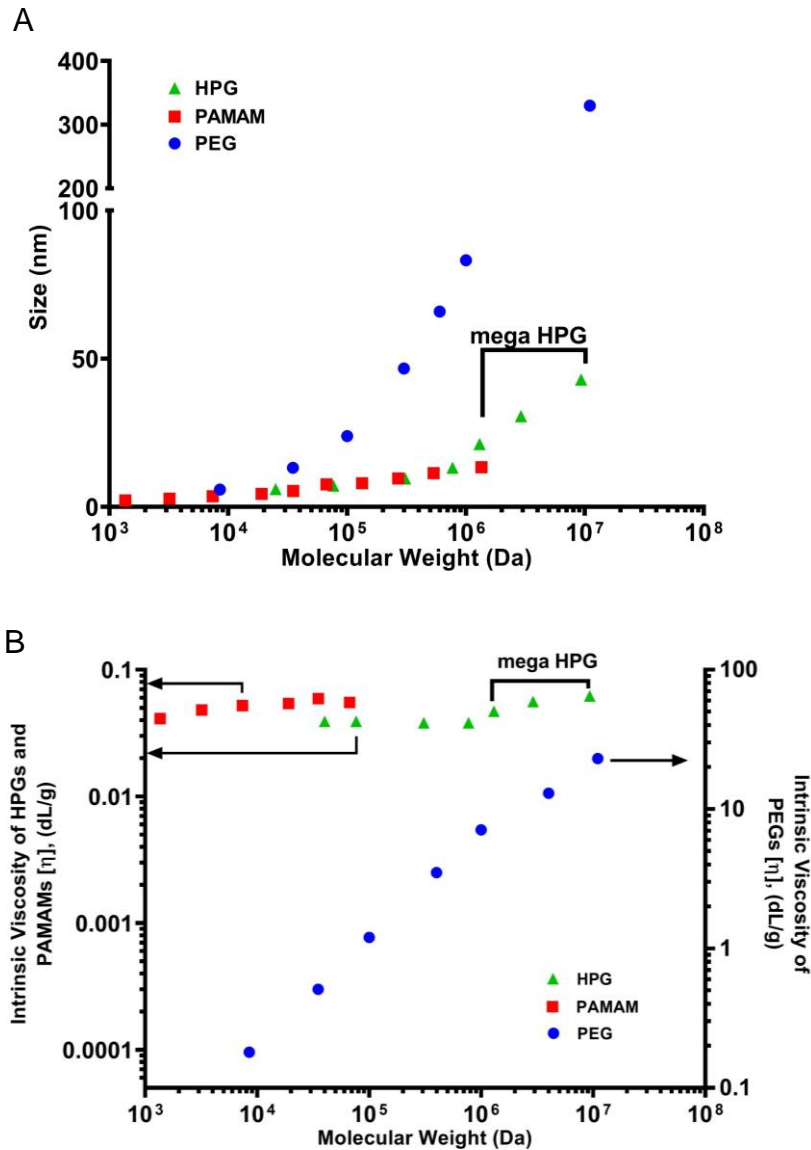 A
400
300
200
100
50
0
Size (nm)
HPG
PAMAM
PEG
mega HPG
10³ 10⁴ 10⁵ 10⁶ 10⁷ 10⁸
Molecular Weight (Da)
B
0.1
0.01
0.001
0.0001
Intrinsic Viscosity of HPGs and
PAMAMs [η], (dL/g)
mega HPG
100
10
1
0.1
Intrinsic Viscosity of
PEGs [η], (dL/g)
HPG
PAMAM
PEG
10³ 10⁴ 10⁵ 10⁶ 10⁷ 10⁸
Molecular Weight (Da)